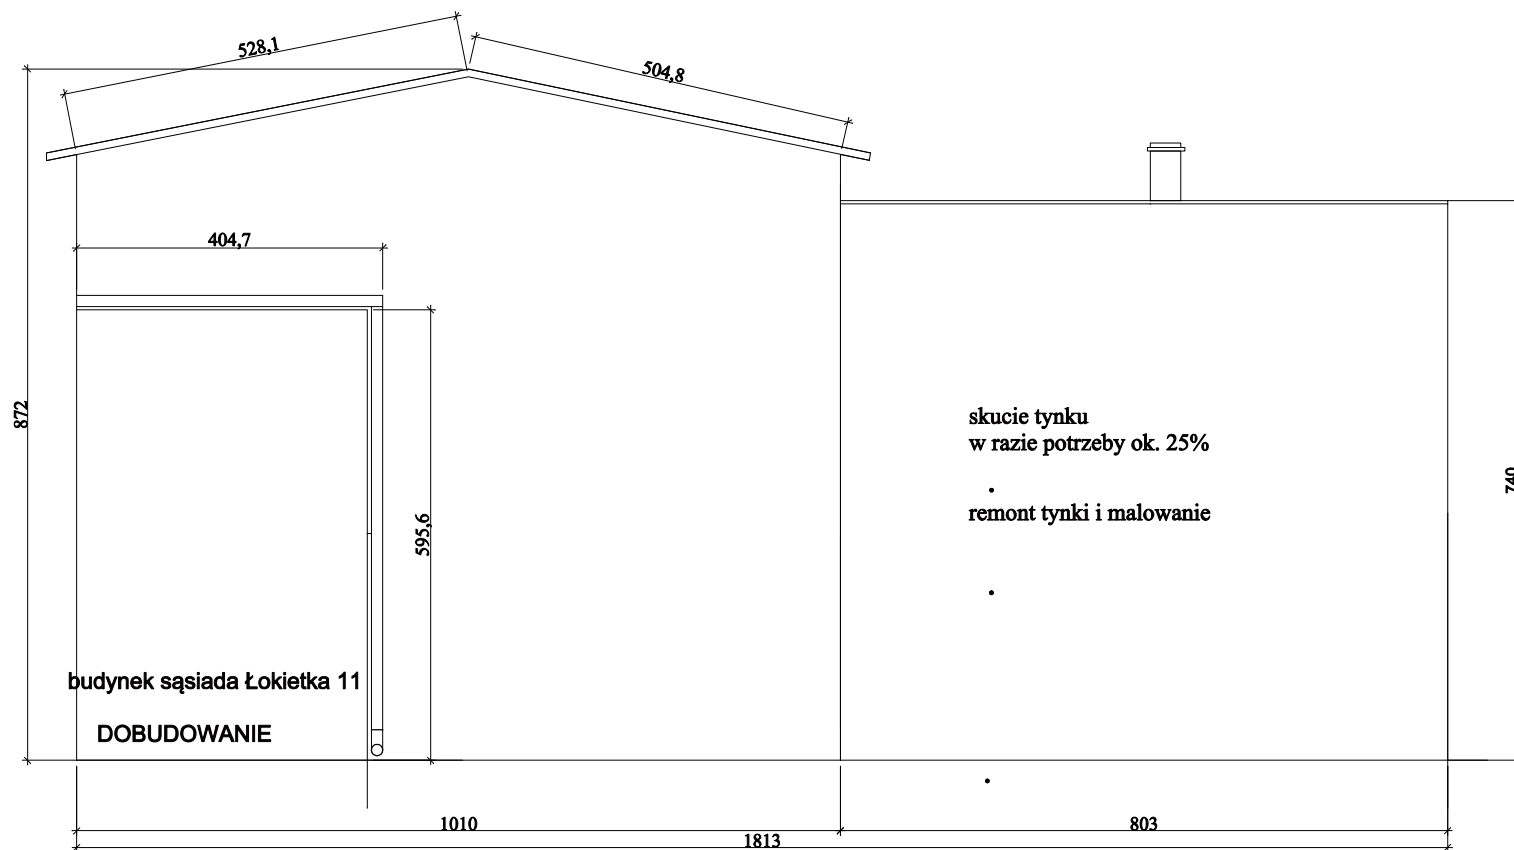 528,1
504,8
404,7
872
595,6
skucie tynku
w razie potrzeby ok. 25%
remont tynki i malowanie
740
budynek sąsiada Łokietka 11
DOBUDOWANIE
1010
803
1813